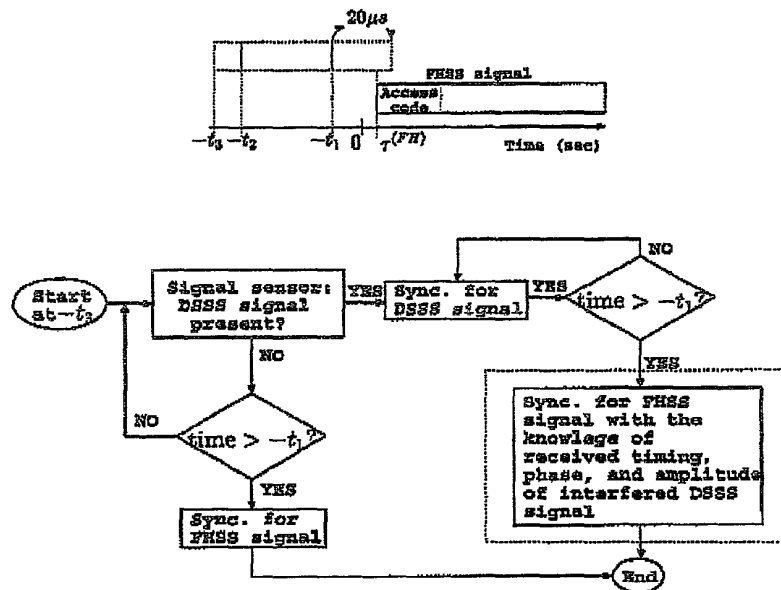 20μs
FHSS signal
Access
code
−t₃ −t₂ −t₁ 0 τ^(FH) Time (sec)
NO
Start
at −t₃
Signal sensor:
DSSS signal
present?
YES
Sync. for
DSSS signal
YES
time > −t₁?
NO
YES
NO
time > −t₁?
YES
Sync. for FHSS
signal with the
knowlege of
received timing,
phase, and amplitude
of interfered DSSS
signal
Sync. for
FHSS signal
End